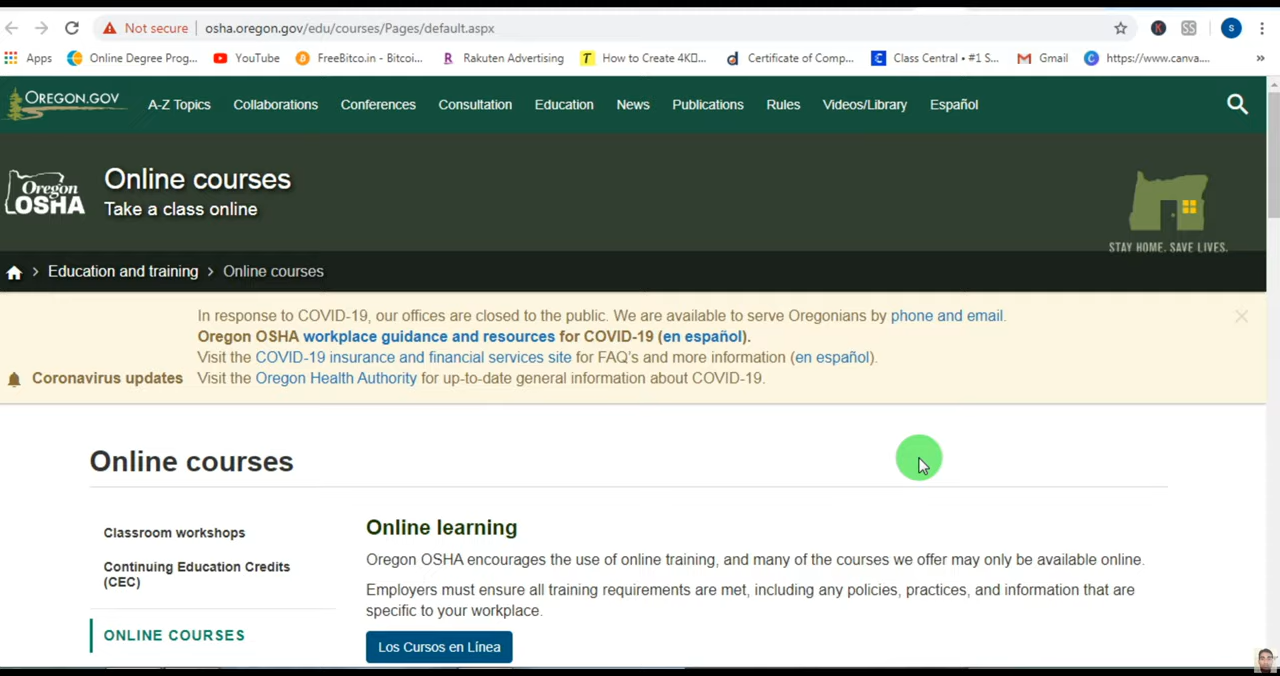 Not secure osha.oregon.gov/edu/courses/Pages/default.aspx
Apps Online Degree Prog... YouTube FreeBitco.in - Bitcoi... Rakuten Advertising How to Create 4K... Certificate of Comp... Class Central • #1 S... Gmail https://www.canva....
OREGON.GOV A-Z Topics Collaborations Conferences Consultation Education News Publications Rules Videos/Library Español
Oregon
OSHA
Online courses
Take a class online
STAY HOME. SAVE LIVES.
Education and training > Online courses
In response to COVID-19, our offices are closed to the public. We are available to serve Oregonians by phone and email.
Oregon OSHA workplace guidance and resources for COVID-19 (en español).
Visit the COVID-19 insurance and financial services site for FAQ's and more information (en español).
Coronavirus updates Visit the Oregon Health Authority for up-to-date general information about COVID-19.
Online courses
Classroom workshops
Continuing Education Credits
(CEC)
ONLINE COURSES
Online learning
Oregon OSHA encourages the use of online training, and many of the courses we offer may only be available online.
Employers must ensure all training requirements are met, including any policies, practices, and information that are
specific to your workplace.
Los Cursos en Línea